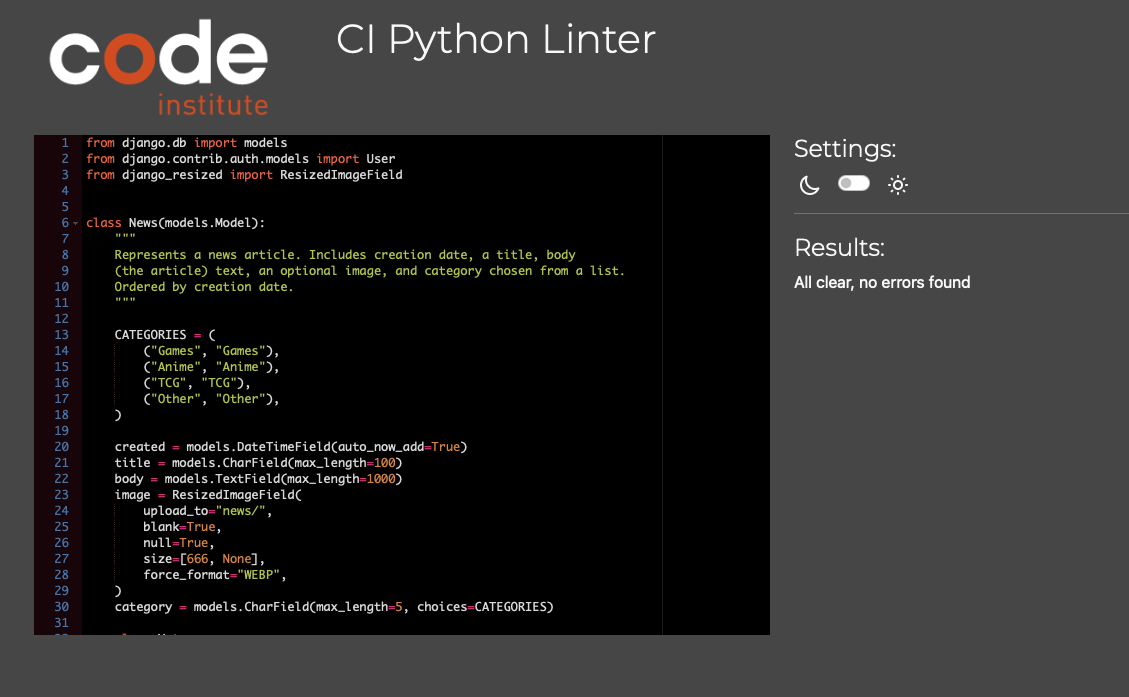 code
institute
CI Python Linter
1 from django.db import models
2 from django.contrib.auth.models import User
3 from django_resized import ResizedImageField
4
5
6 class News(models.Model):
7     """
8     Represents a news article. Includes creation date, a title, body
9     (the article) text, an optional image, and category chosen from a list.
10     Ordered by creation date.
11     """
12
13     CATEGORIES = (
14         ("Games", "Games"),
15         ("Anime", "Anime"),
16         ("TCG", "TCG"),
17         ("Other", "Other"),
18     )
19
20     created = models.DateTimeField(auto_now_add=True)
21     title = models.CharField(max_length=100)
22     body = models.TextField(max_length=1000)
23     image = ResizedImageField(
24         upload_to="news/",
25         blank=True,
26         null=True,
27         size=[666, None],
28         force_format="WEBP",
29     )
30     category = models.CharField(max_length=5, choices=CATEGORIES)
31
Settings:
Results:
All clear, no errors found